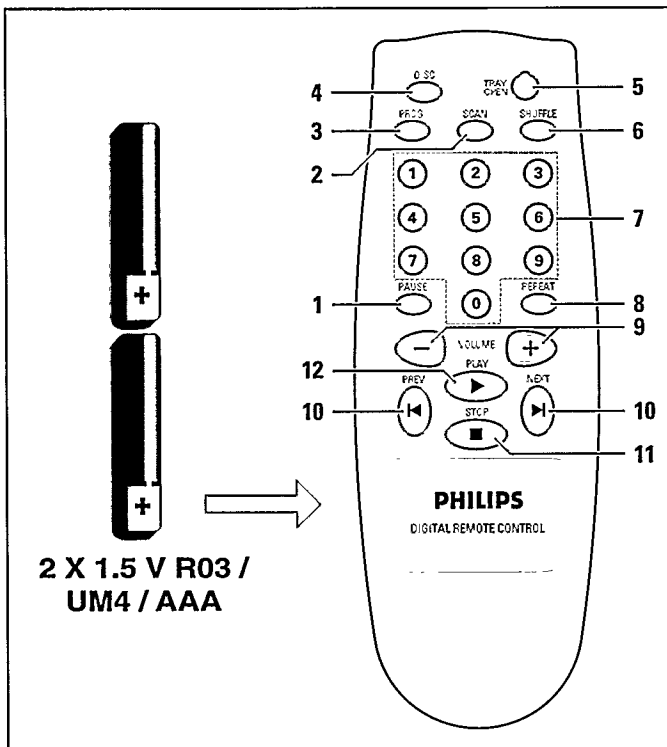 DISC
TRAY
OPEN
4
5
PROG
SCAN
SHUFFLE
3
6
2
1
2
3
4
5
6
7
7
8
9
PAUSE
REPEAT
1
0
8
−
VOLUME
+
9
PLAY
12
PREV
NEXT
10
10
STOP
11
PHILIPS
DIGITAL REMOTE CONTROL
+
+
2 X 1.5 V R03 /
UM4 / AAA